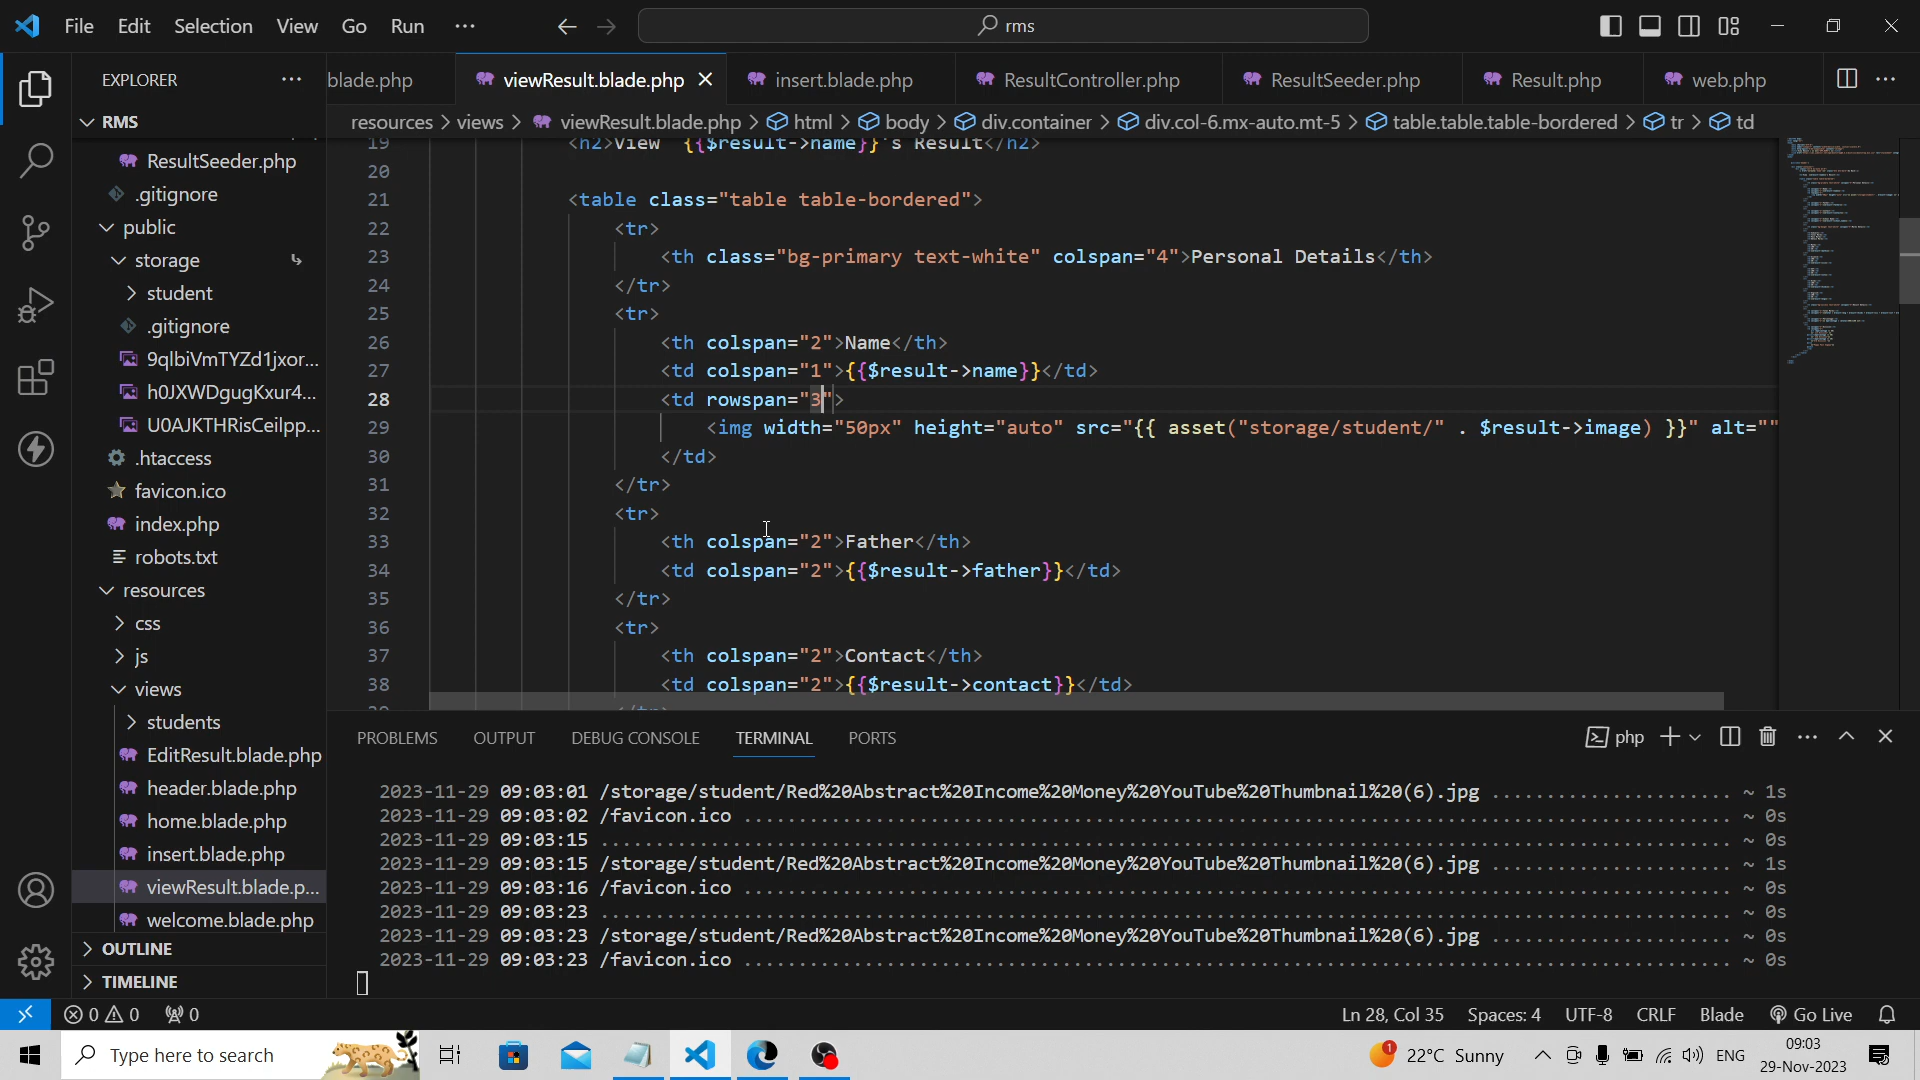 File Edit Selection View Go Run ... rms
EXPLORER
blade.php viewResult.blade.php insert.blade.php ResultController.php ResultSeeder.php Result.php web.php
RMS
resources > views > viewResult.blade.php > html > body > div.container > div.col-6.mx-auto.mt-5 > table.table.table-bordered > tr > td
ResultSeeder.php
.gitignore
public
storage
student
.gitignore
9qlbiVmTYZd1jxor...
h0JXWDgugKxur4...
U0AJKTHRisCeilpp...
.htaccess
favicon.ico
index.php
robots.txt
resources
css
js
views
students
EditResult.blade.php
header.blade.php
home.blade.php
insert.blade.php
viewResult.blade.p...
welcome.blade.php
OUTLINE
TIMELINE
19 <h2>View {{$result->name}}'s Result</h2>
20
21 <table class="table table-bordered">
22 <tr>
23 <th class="bg-primary text-white" colspan="4">Personal Details</th>
24 </tr>
25 <tr>
26 <th colspan="2">Name</th>
27 <td colspan="1">{{$result->name}}</td>
28 <td rowspan="3">
29 <img width="50px" height="auto" src="{{ asset("storage/student/" . $result->image) }}" alt=""
30 </td>
31 </tr>
32 <tr>
33 <th colspan="2">Father</th>
34 <td colspan="2">{{$result->father}}</td>
35 </tr>
36 <tr>
37 <th colspan="2">Contact</th>
38 <td colspan="2">{{$result->contact}}</td>
39 </tr>
PROBLEMS OUTPUT DEBUG CONSOLE TERMINAL PORTS php
2023-11-29 09:03:01 /storage/student/Red%20Abstract%20Income%20Money%20YouTube%20Thumbnail%20(6).jpg ..................... ~ 1s
2023-11-29 09:03:02 /favicon.ico ..................... ~ 0s
2023-11-29 09:03:15 ..................... ~ 0s
2023-11-29 09:03:15 /storage/student/Red%20Abstract%20Income%20Money%20YouTube%20Thumbnail%20(6).jpg ..................... ~ 1s
2023-11-29 09:03:16 /favicon.ico ..................... ~ 0s
2023-11-29 09:03:23 ..................... ~ 0s
2023-11-29 09:03:23 /storage/student/Red%20Abstract%20Income%20Money%20YouTube%20Thumbnail%20(6).jpg ..................... ~ 0s
2023-11-29 09:03:23 /favicon.ico ..................... ~ 0s
0 0 0 Ln 28, Col 35 Spaces: 4 UTF-8 CRLF Blade Go Live
Type here to search 1 22°C Sunny ENG 09:03
29-Nov-2023